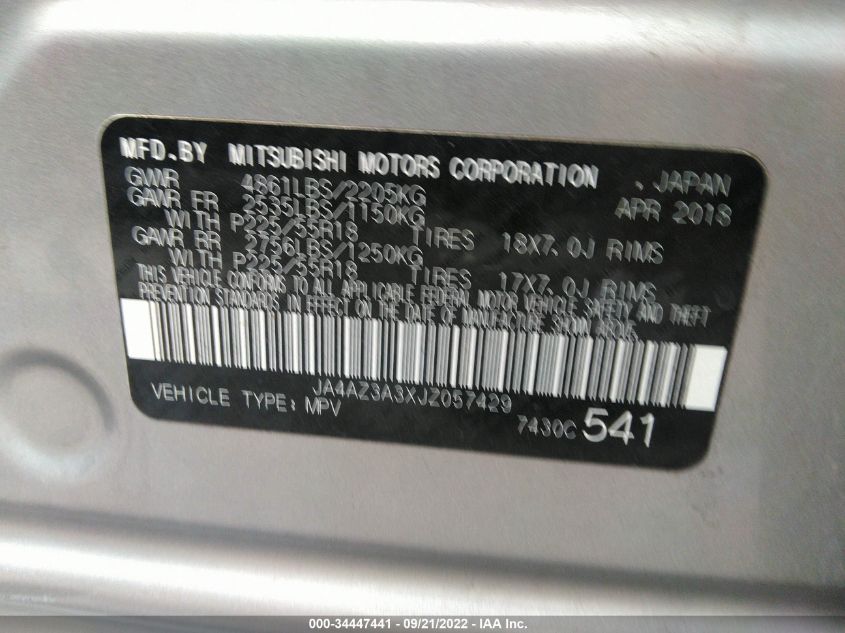 MFD.BY MITSUBISHI MOTORS CORPORATION
GVWR 4861LBS/2205KG , JAPAN
GAWR FR 2535LBS/1150KG APR 2018
WITH P225/55R18 TIRES 18X7.0J RIMS
GAWR RR 2756LBS/1250KG
WITH P225/55R18 TIRES 17X7.0J RIMS
THIS VEHICLE CONFORMS TO ALL APPLICABLE FEDERAL MOTOR VEHICLE SAFETY AND THEFT
PREVENTION STANDARDS IN EFFECT ON THE DATE OF MANUFACTURE SHOWN ABOVE.
JA4AZ3A3XJZ057429
VEHICLE TYPE: MPV
7430C 541
000-34447441 - 09/21/2022 - IAA Inc.